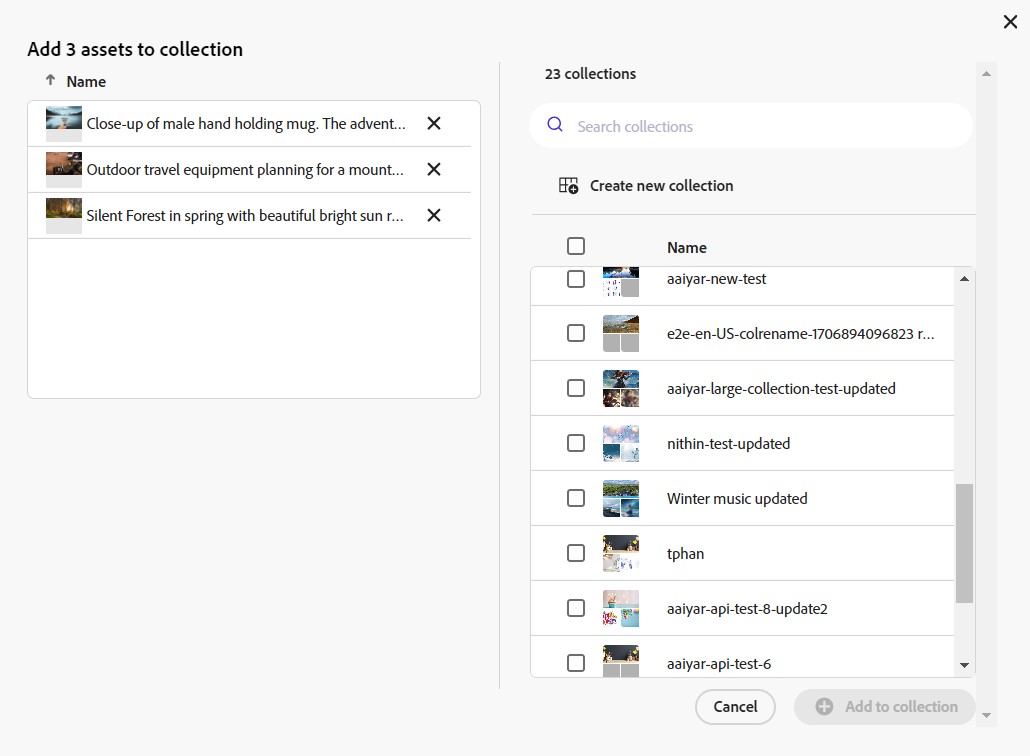 Add 3 assets to collection
Name
Close-up of male hand holding mug. The advent...
Outdoor travel equipment planning for a mount...
Silent Forest in spring with beautiful bright sun r...
23 collections
Search collections
Create new collection
Name
aaiyar-new-test
e2e-en-US-colrename-1706894096823 r...
aaiyar-large-collection-test-updated
nithin-test-updated
Winter music updated
tphan
aaiyar-api-test-8-update2
aaiyar-api-test-6
Cancel
Add to collection